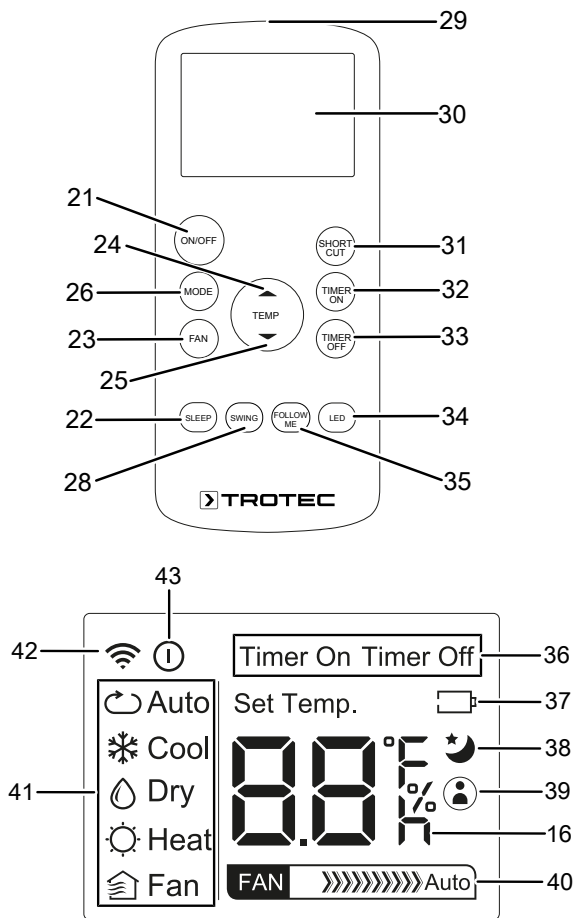 29
30
21
ON/OFF
24
SHORT
CUT
31
26
MODE
TEMP
TIMER
ON
32
23
FAN
TIMER
OFF
33
25
22
SLEEP
SWING
FOLLOW
ME
LED
34
28
35
TROTEC
43
42
Timer On Timer Off
36
Auto
Set Temp.
37
Cool
38
41
Dry
88
°F
%
h
39
Heat
16
Fan
FAN
Auto
40